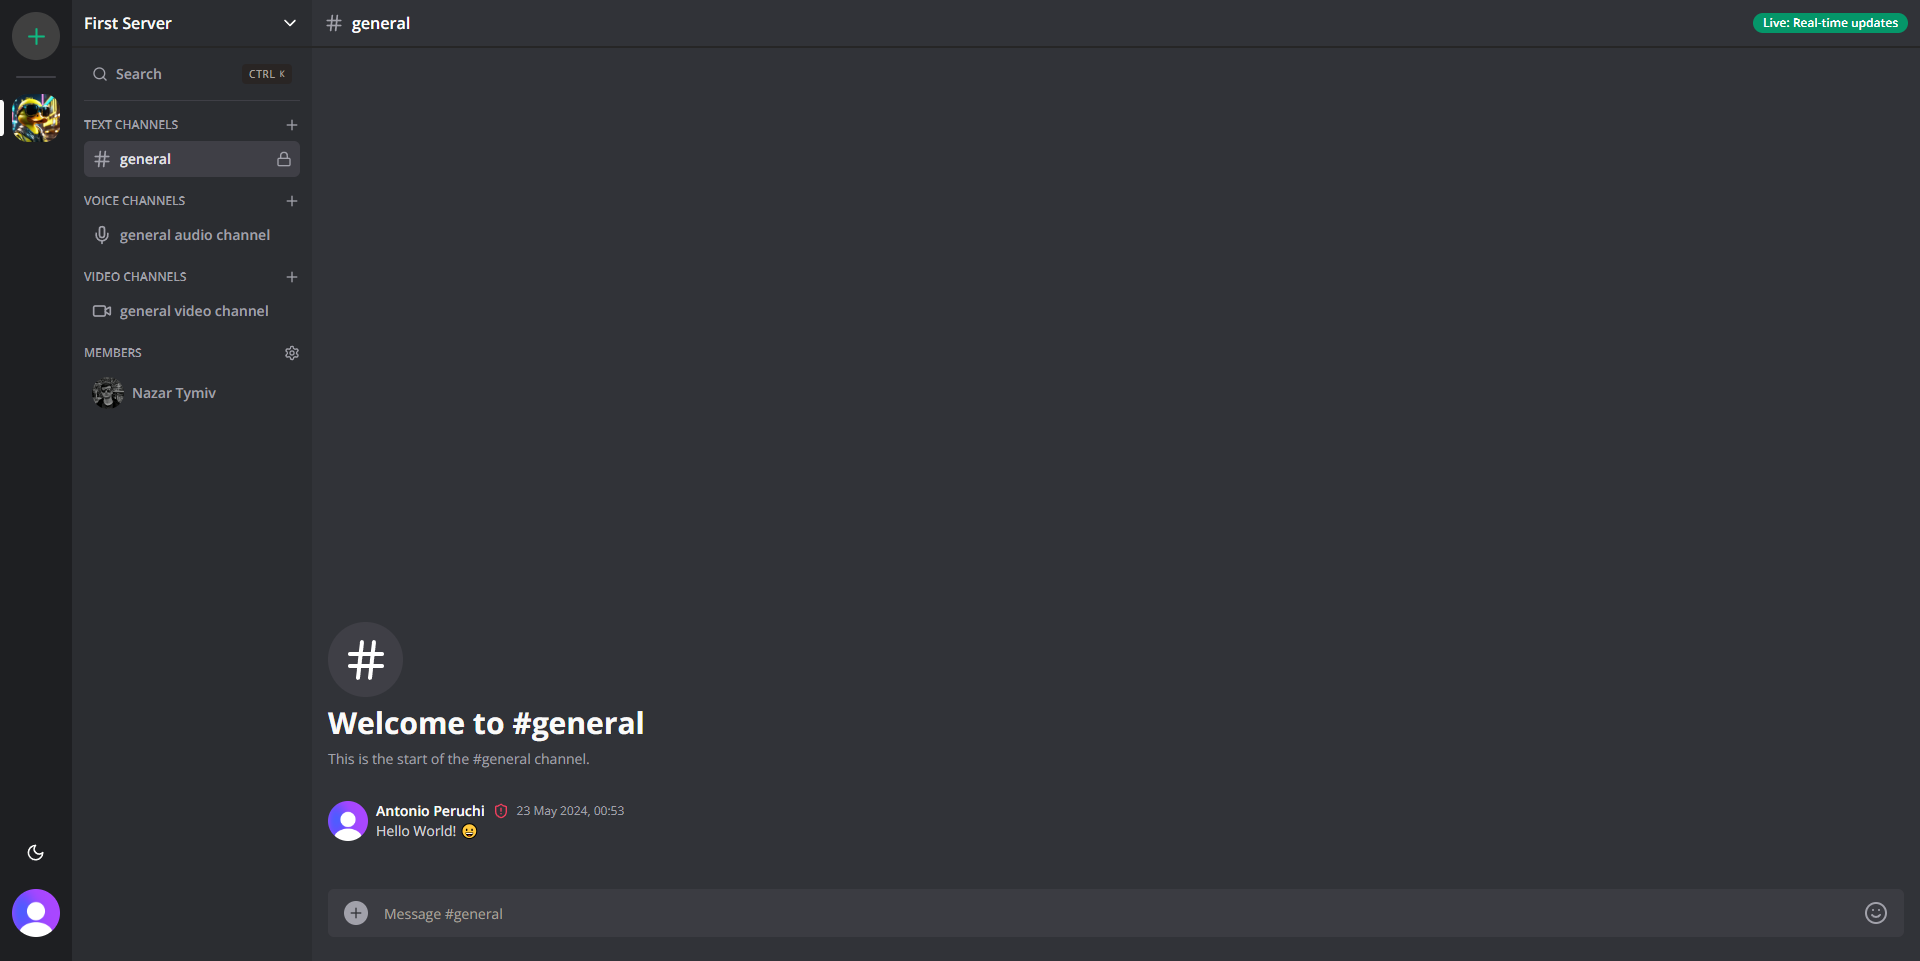 First Server
Search CTRL K
TEXT CHANNELS
general
VOICE CHANNELS
general audio channel
VIDEO CHANNELS
general video channel
MEMBERS
Nazar Tymiv
# general
Live: Real-time updates
#
Welcome to #general
This is the start of the #general channel.
Antonio Peruchi 23 May 2024, 00:53
Hello World! 😀
Message #general